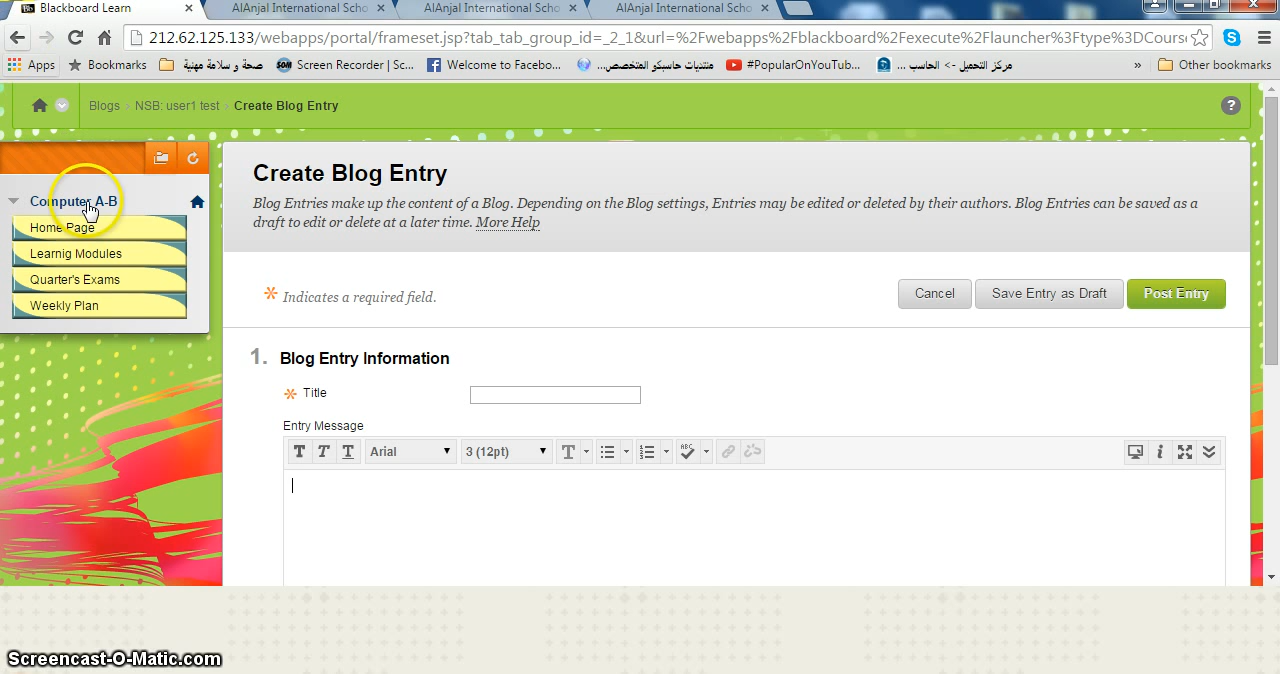 Blackboard Learn
AlAnjal International Scho
AlAnjal International Scho
AlAnjal International Scho
212.62.125.133/webapps/portal/frameset.jsp?tab_tab_group_id=_2_1&url=%2Fwebapps%2Fblackboard%2Fexecute%2Flauncher%3Ftype%3DCourse
Apps
Bookmarks
صحة و سلامة مهنية
Screen Recorder | Sc...
Welcome to Facebo...
منتديات حاسبكو المتخصص...
#PopularOnYouTub...
مركز التحميل -> الحاسب ...
»
Other bookmarks
Blogs › NSB: user1 test › Create Blog Entry
?
Computer A-B
Home Page
Learnig Modules
Quarter's Exams
Weekly Plan
Create Blog Entry
Blog Entries make up the content of a Blog. Depending on the Blog settings, Entries may be edited or deleted by their authors. Blog Entries can be saved as a
draft to edit or delete at a later time. More Help
Indicates a required field.
Cancel
Save Entry as Draft
Post Entry
1. Blog Entry Information
Title
Entry Message
T T T Arial 3 (12pt) T ABC i
Screencast-O-Matic.com